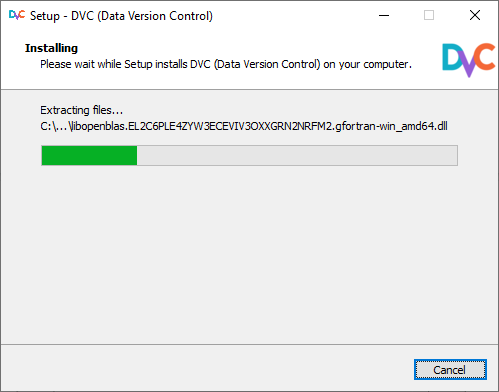 DVC Setup - DVC (Data Version Control)
Installing
Please wait while Setup installs DVC (Data Version Control) on your computer.
DVC
Extracting files...
C:\...\libopenblas.EL2C6PLE4ZYW3ECEVIV3OXXGRN2NRFM2.gfortran-win_amd64.dll
Cancel